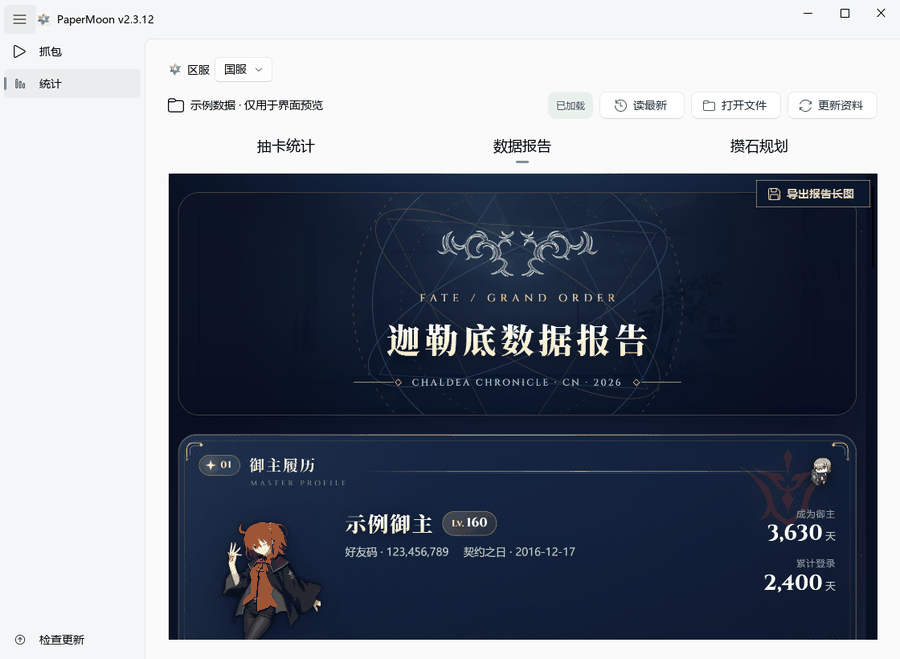 PaperMoon v2.3.12
抓包
统计
区服 国服
示例数据 · 仅用于界面预览
已加载 读最新 打开文件 更新资料
抽卡统计 数据报告 攒石规划
导出报告长图
FATE / GRAND ORDER
迦勒底数据报告
CHALDEA CHRONICLE · CN · 2026
01 御主履历
MASTER PROFILE
示例御主 Lv.160
好友码 · 123,456,789 契约之日 · 2016-12-17
成为御主
3,630 天
累计登录
2,400 天
检查更新